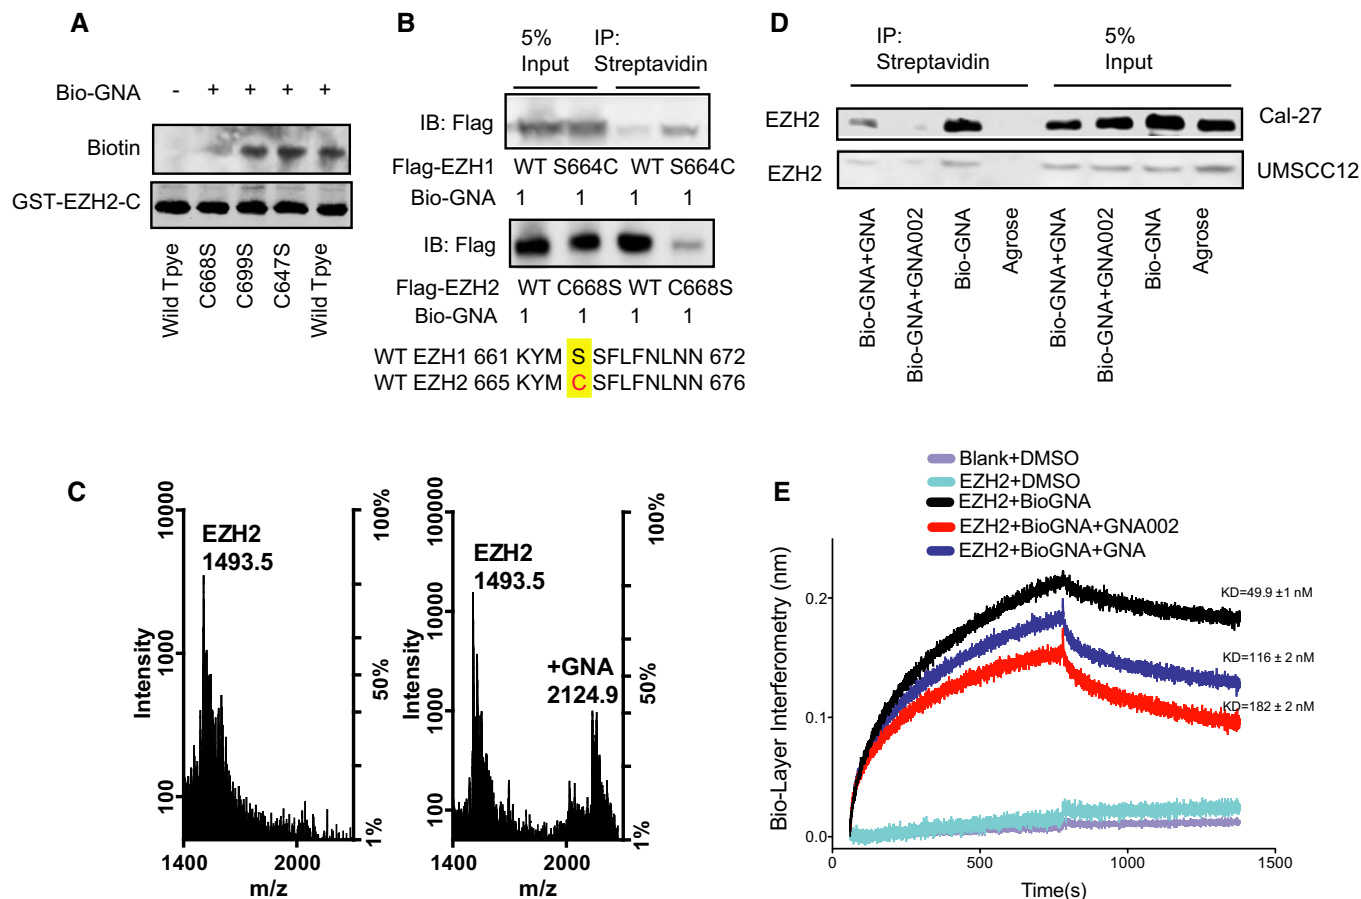 A
Bio-GNA - + + + +
Biotin
GST-EZH2-C
Wild Tpye
C668S
C699S
C647S
Wild Tpye
B
5% Input
IP: Streptavidin
IB: Flag
Flag-EZH1 WT S664C WT S664C
Bio-GNA 1 1 1 1
IB: Flag
Flag-EZH2 WT C668S WT C668S
Bio-GNA 1 1 1 1
WT EZH1 661 KYM S SFLFNLNN 672
WT EZH2 665 KYM C SFLFNLNN 676
D
IP: Streptavidin
5% Input
EZH2 Cal-27
EZH2 UMSCC12
Bio-GNA+GNA
Bio-GNA+GNA002
Bio-GNA
Agrose
Bio-GNA+GNA
Bio-GNA+GNA002
Bio-GNA
Agrose
C
Intensity
10000
1000
100
EZH2
1493.5
100%
50%
1%
1400 2000
m/z
Intensity
100000
10000
1000
100
EZH2
1493.5
+GNA
2124.9
100%
50%
1%
1400 2000
m/z
E
Blank+DMSO
EZH2+DMSO
EZH2+BioGNA
EZH2+BioGNA+GNA002
EZH2+BioGNA+GNA
Bio-Layer Interferometry (nm)
0.2
0.1
0.0
KD=49.9 ±1 nM
KD=116 ± 2 nM
KD=182 ± 2 nM
0 500 1000 1500
Time(s)